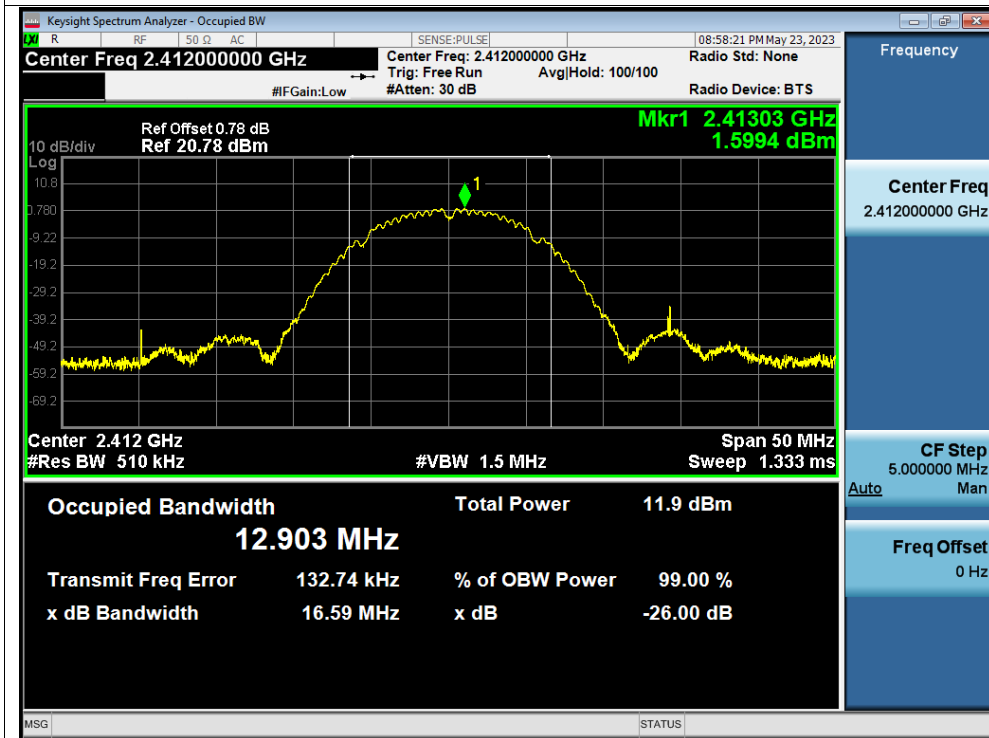 Keysight Spectrum Analyzer - Occupied BW
LXI R RF 50 Ω AC SENSE:PULSE 08:58:21 PM May 23, 2023
Center Freq 2.412000000 GHz
Center Freq: 2.412000000 GHz
Radio Std: None
Trig: Free Run Avg|Hold: 100/100
#IFGain:Low
#Atten: 30 dB
Radio Device: BTS
Frequency
Ref Offset 0.78 dB
10 dB/div Ref 20.78 dBm
Mkr1 2.41303 GHz
1.5994 dBm
Log
10.8
0.780
-9.22
-19.2
-29.2
-39.2
-49.2
-59.2
-69.2
1
Center 2.412 GHz
Span 50 MHz
#Res BW 510 kHz
#VBW 1.5 MHz
Sweep 1.333 ms
Center Freq
2.412000000 GHz
CF Step
5.000000 MHz
Auto Man
Freq Offset
0 Hz
Occupied Bandwidth
12.903 MHz
Total Power 11.9 dBm
Transmit Freq Error 132.74 kHz
% of OBW Power 99.00 %
x dB Bandwidth 16.59 MHz
x dB -26.00 dB
MSG
STATUS